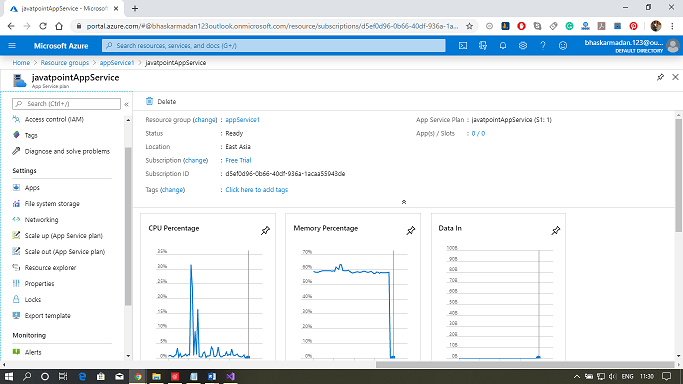 javatpointAppService - Microsof
portal.azure.com/#@bhaskarmadan123outlook.onmicrosoft.com/resource/subscriptions/d5ef0d96-0b66-40df-936a-1a...
Microsoft Azure
Search resources, services, and docs (G+/)
bhaskarmadan.123@ou...
DEFAULT DIRECTORY
Home > Resource groups > appService1 > javatpointAppService
javatpointAppService
App Service plan
Search (Ctrl+/)
Delete
Access control (IAM)
Tags
Diagnose and solve problems
Settings
Apps
File system storage
Networking
Scale up (App Service plan)
Scale out (App Service plan)
Resource explorer
Properties
Locks
Export template
Monitoring
Alerts
Resource group (change) : appService1
Status : Ready
Location : East Asia
Subscription (change) : Free Trial
Subscription ID : d5ef0d96-0b66-40df-936a-1acaa55943de
Tags (change) : Click here to add tags
App Service Plan : javatpointAppService (S1: 1)
App(s) / Slots : 0 / 0
CPU Percentage
35%
30%
25%
20%
15%
10%
5%
0%
Memory Percentage
70%
60%
50%
40%
30%
20%
10%
0%
Data In
100B
90B
80B
70B
60B
50B
40B
30B
20B
10B
0B
ENG 11:30